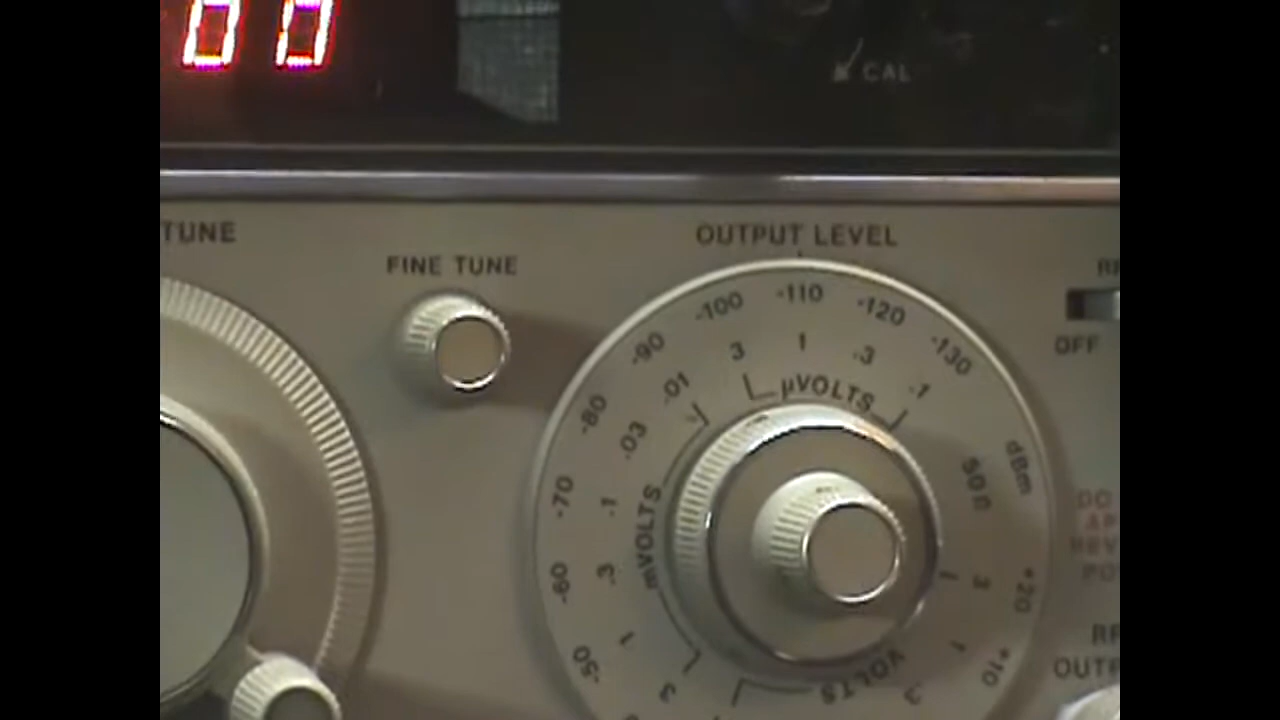 00
CAL
TUNE
FINE TUNE
OUTPUT LEVEL
OFF
-50
-60
-70
-80
-90
-100
-110
-120
-130
dBm
+20
+10
3
1
.3
.1
.03
.01
3
1
.3
.1
50Ω
3
1
.3
µVOLTS
mVOLTS
VOLTS